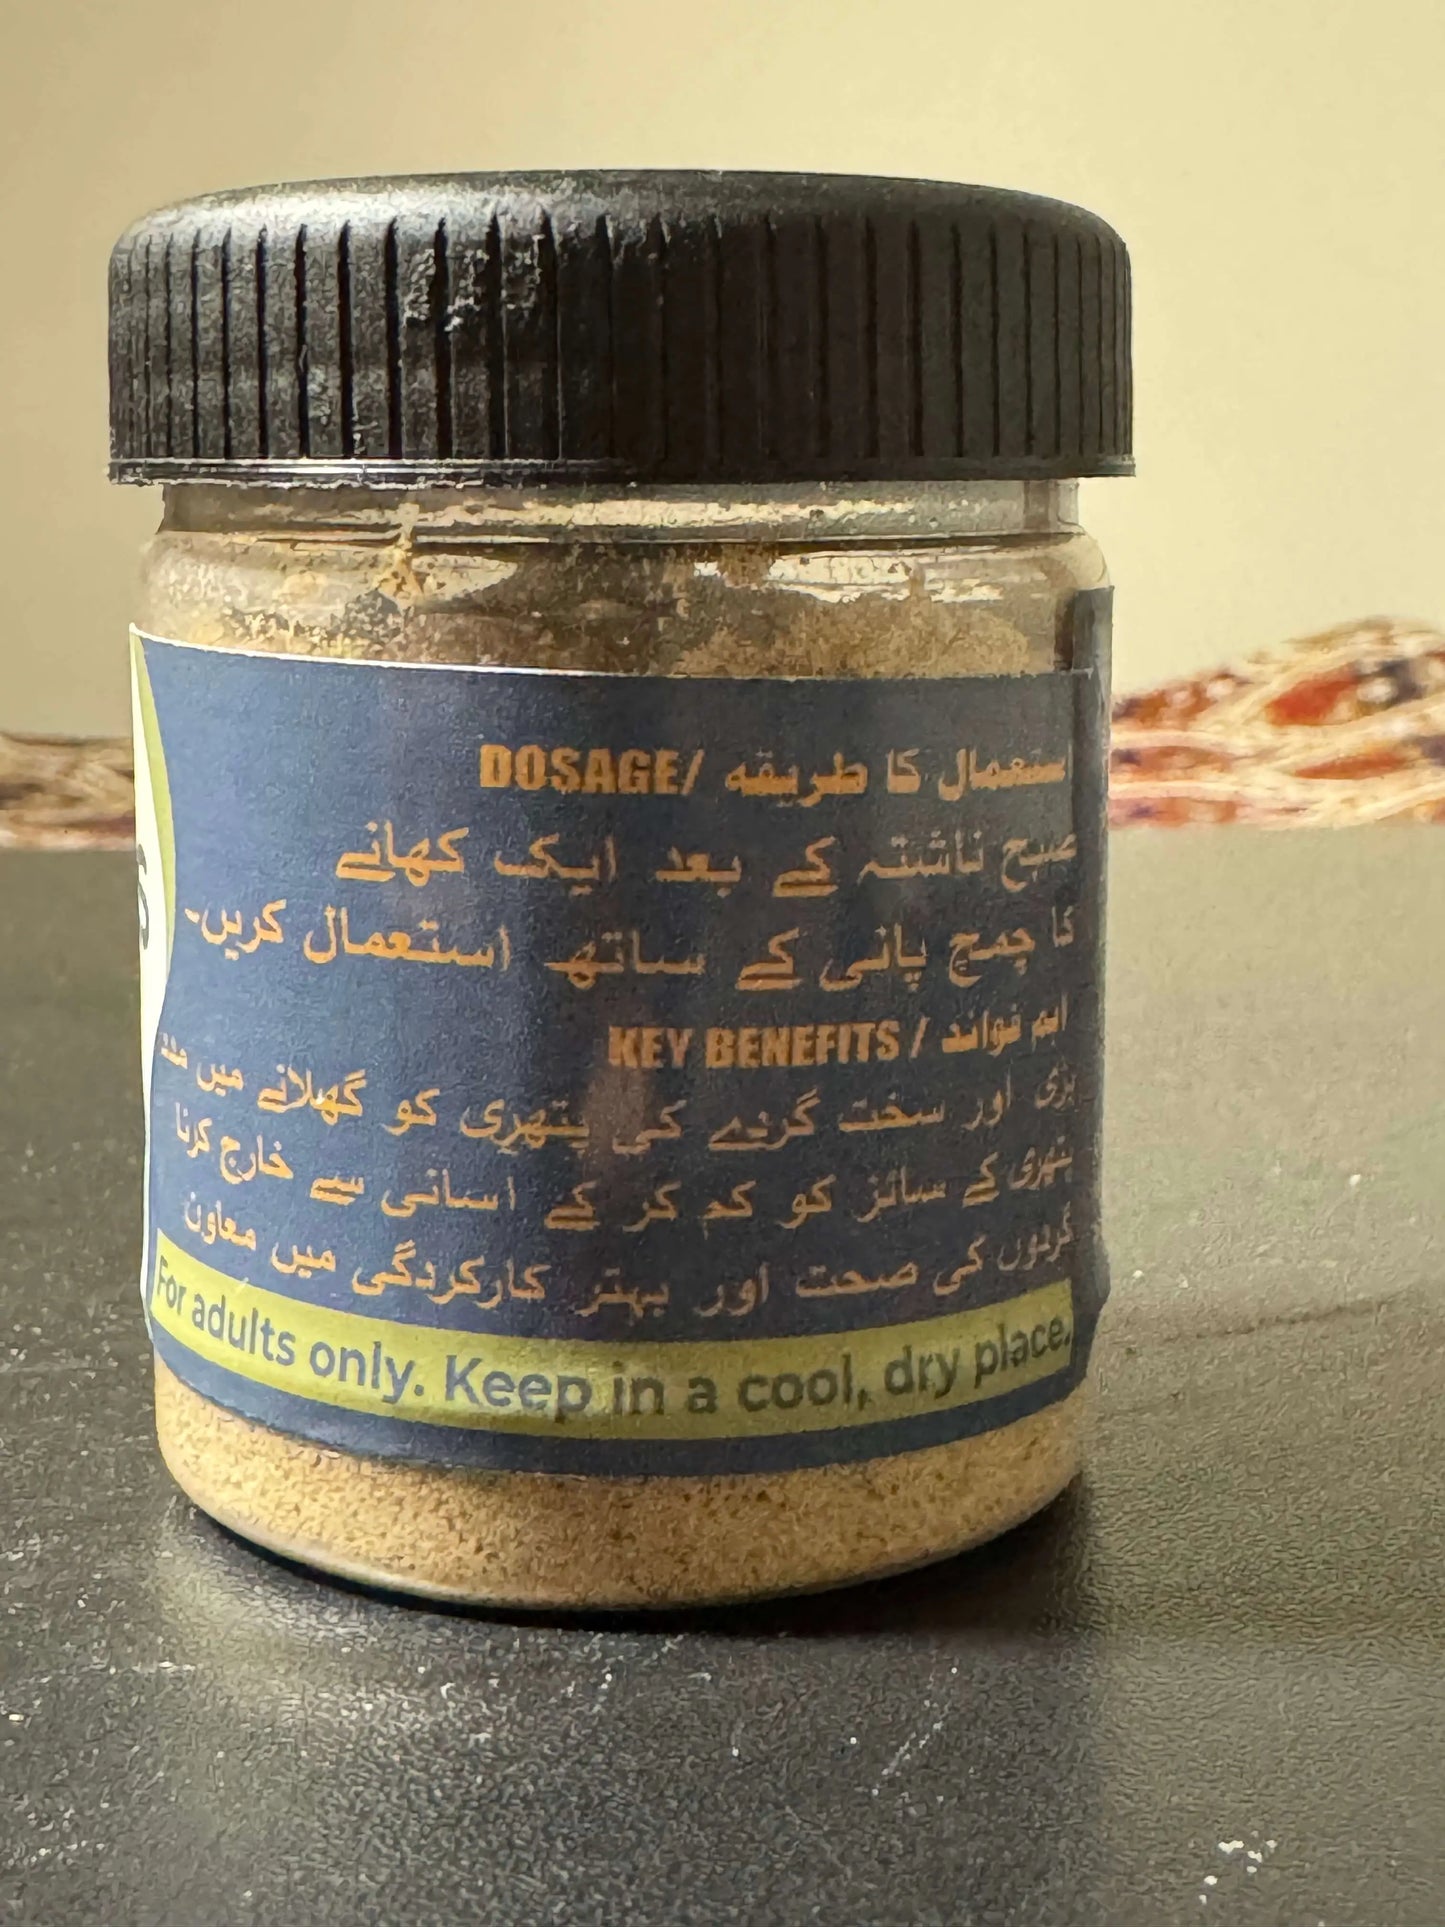 DOSAGE/ استعمال کا طریقہ
صبح ناشتہ کے بعد ایک کھانے
کا چمچ پانی کے ساتھ استعمال کریں۔
KEY BENEFITS / اہم فوائد
بڑی اور سخت گردے کی پتھری کو گھلانے میں مدد
پتھری کے سائز کو کم کر کے آسانی سے خارج کرنا
گردوں کی صحت اور بہتر کارکردگی میں معاون
For adults only. Keep in a cool, dry place.